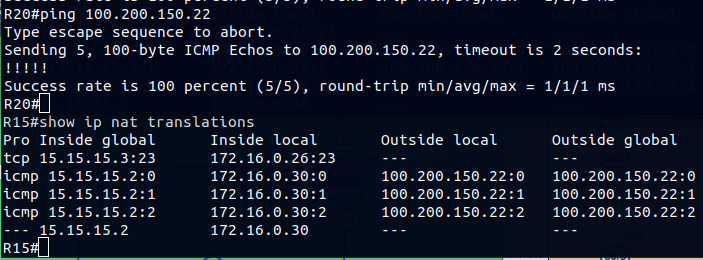 R20#ping 100.200.150.22
Type escape sequence to abort.
Sending 5, 100-byte ICMP Echos to 100.200.150.22, timeout is 2 seconds:
!!!!!
Success rate is 100 percent (5/5), round-trip min/avg/max = 1/1/1 ms
R20#
R15#show ip nat translations
Pro Inside global Inside local Outside local Outside global
tcp 15.15.15.3:23 172.16.0.26:23 --- ---
icmp 15.15.15.2:0 172.16.0.30:0 100.200.150.22:0 100.200.150.22:0
icmp 15.15.15.2:1 172.16.0.30:1 100.200.150.22:1 100.200.150.22:1
icmp 15.15.15.2:2 172.16.0.30:2 100.200.150.22:2 100.200.150.22:2
--- 15.15.15.2 172.16.0.30 --- ---
R15#